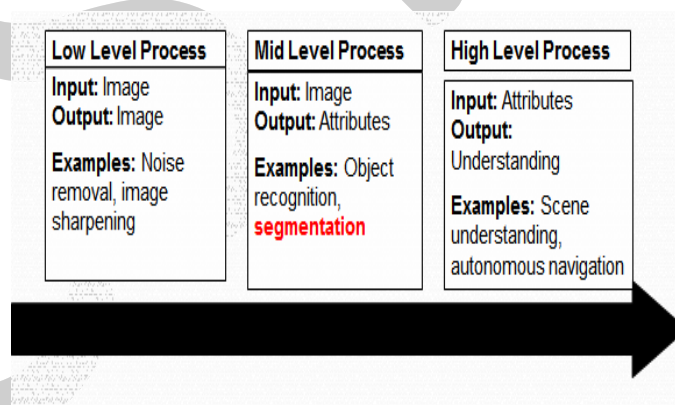 Low Level Process
Input: Image
Output: Image
Examples: Noise
removal, image
sharpening
Mid Level Process
Input: Image
Output: Attributes
Examples: Object
recognition,
segmentation
High Level Process
Input: Attributes
Output:
Understanding
Examples: Scene
understanding,
autonomous navigation